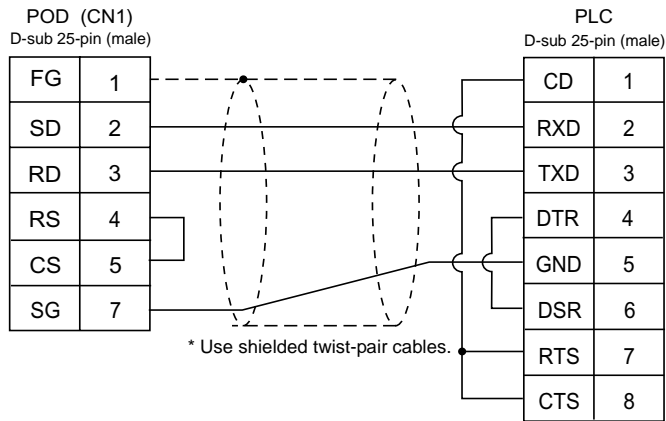 POD (CN1)
D-sub 25-pin (male)
FG 1
SD 2
RD 3
RS 4
CS 5
SG 7
* Use shielded twist-pair cables.
PLC
D-sub 25-pin (male)
CD 1
RXD 2
TXD 3
DTR 4
GND 5
DSR 6
RTS 7
CTS 8